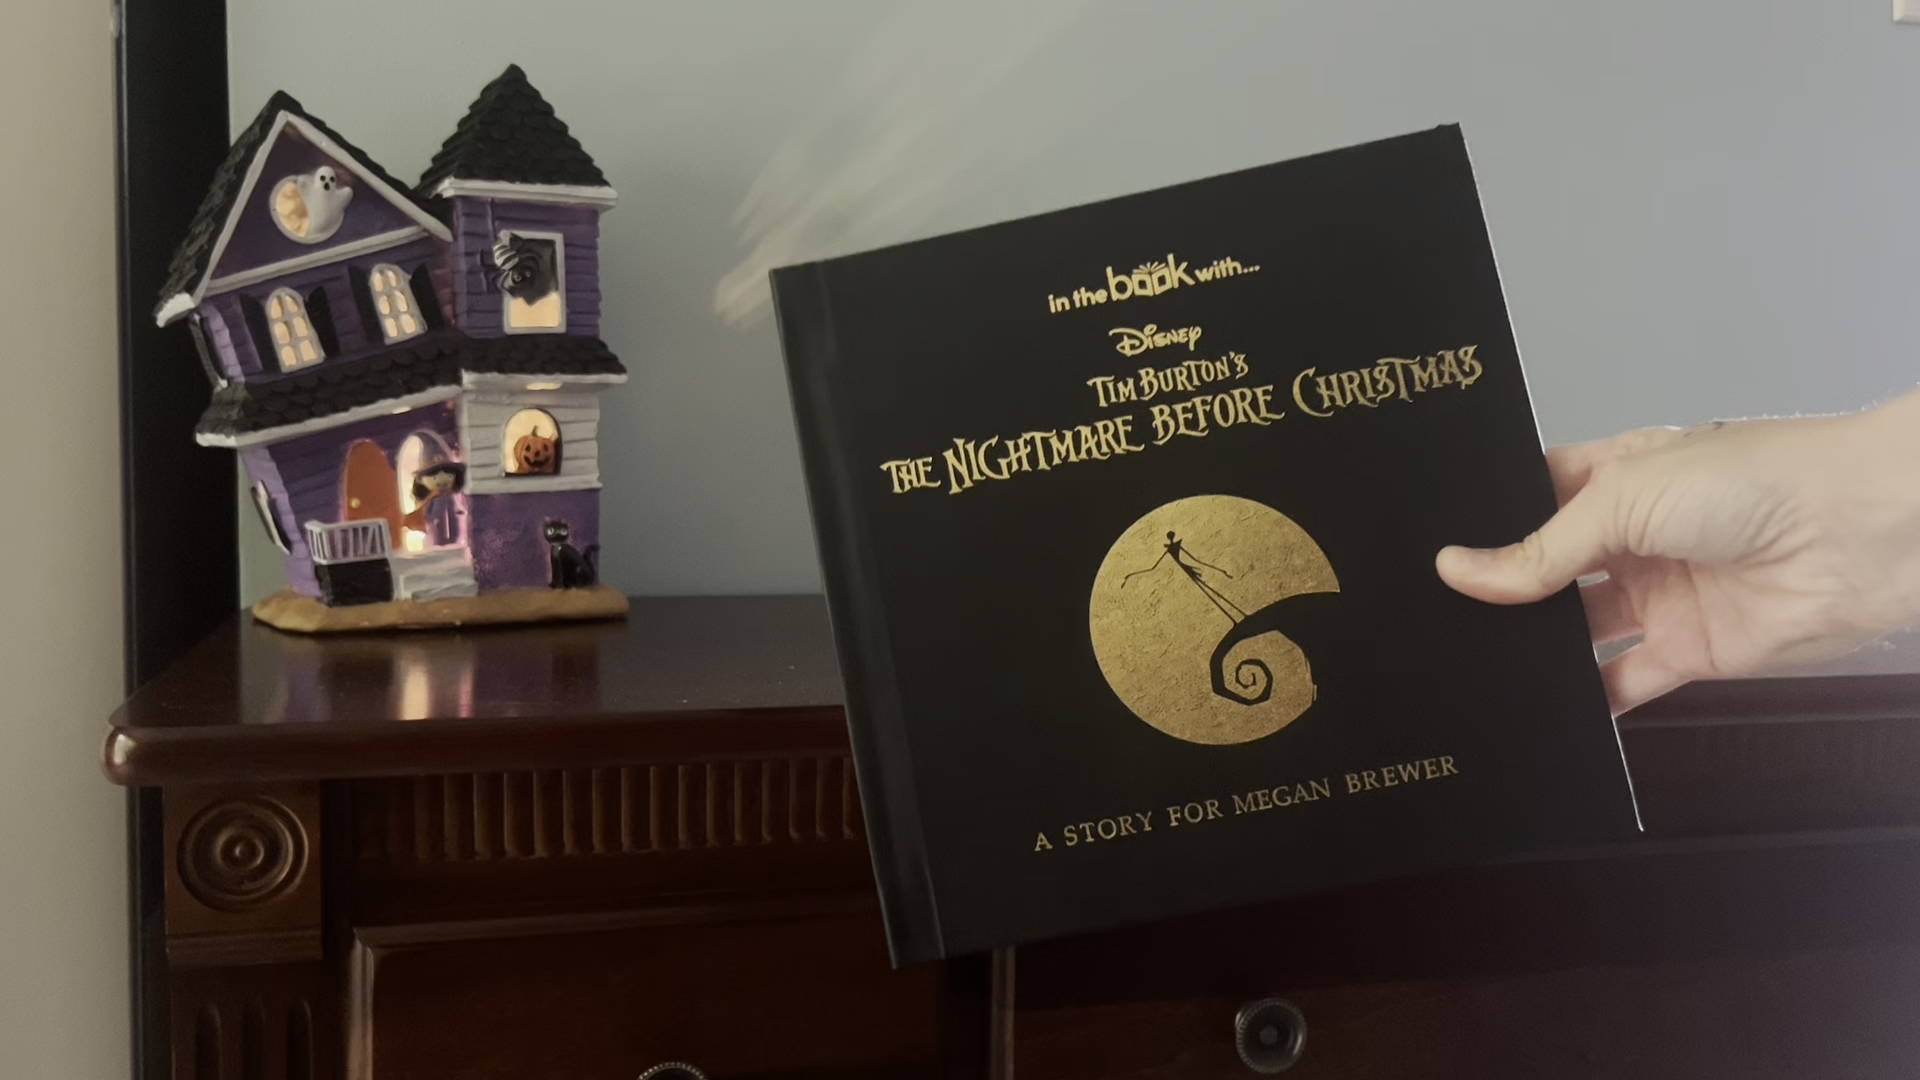 in the book with...
Disney
Tim Burton's
The Nightmare Before Christmas
A STORY FOR MEGAN BREWER